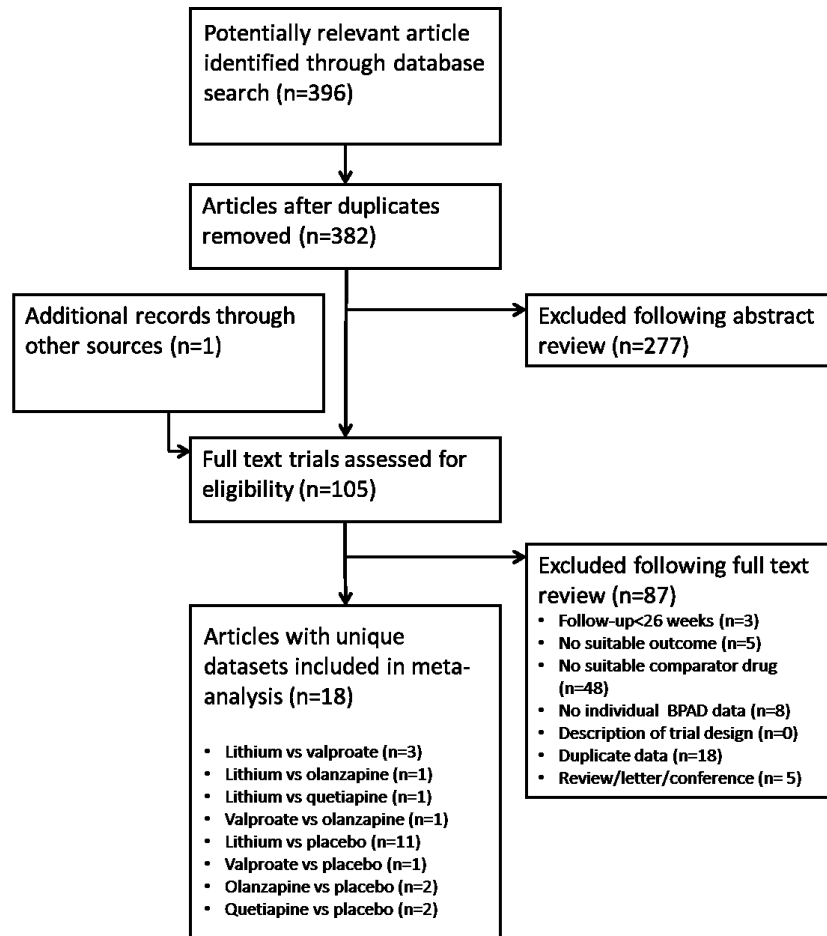 Potentially relevant article
identified through database
search (n=396)
Articles after duplicates
removed (n=382)
Additional records through
other sources (n=1)
Excluded following abstract
review (n=277)
Full text trials assessed for
eligibility (n=105)
Excluded following full text
review (n=87)
• Follow-up<26 weeks (n=3)
• No suitable outcome (n=5)
• No suitable comparator drug
(n=48)
• No individual BPAD data (n=8)
• Description of trial design (n=0)
• Duplicate data (n=18)
• Review/letter/conference (n= 5)
Articles with unique
datasets included in meta-
analysis (n=18)
• Lithium vs valproate (n=3)
• Lithium vs olanzapine (n=1)
• Lithium vs quetiapine (n=1)
• Valproate vs olanzapine (n=1)
• Lithium vs placebo (n=11)
• Valproate vs placebo (n=1)
• Olanzapine vs placebo (n=2)
• Quetiapine vs placebo (n=2)